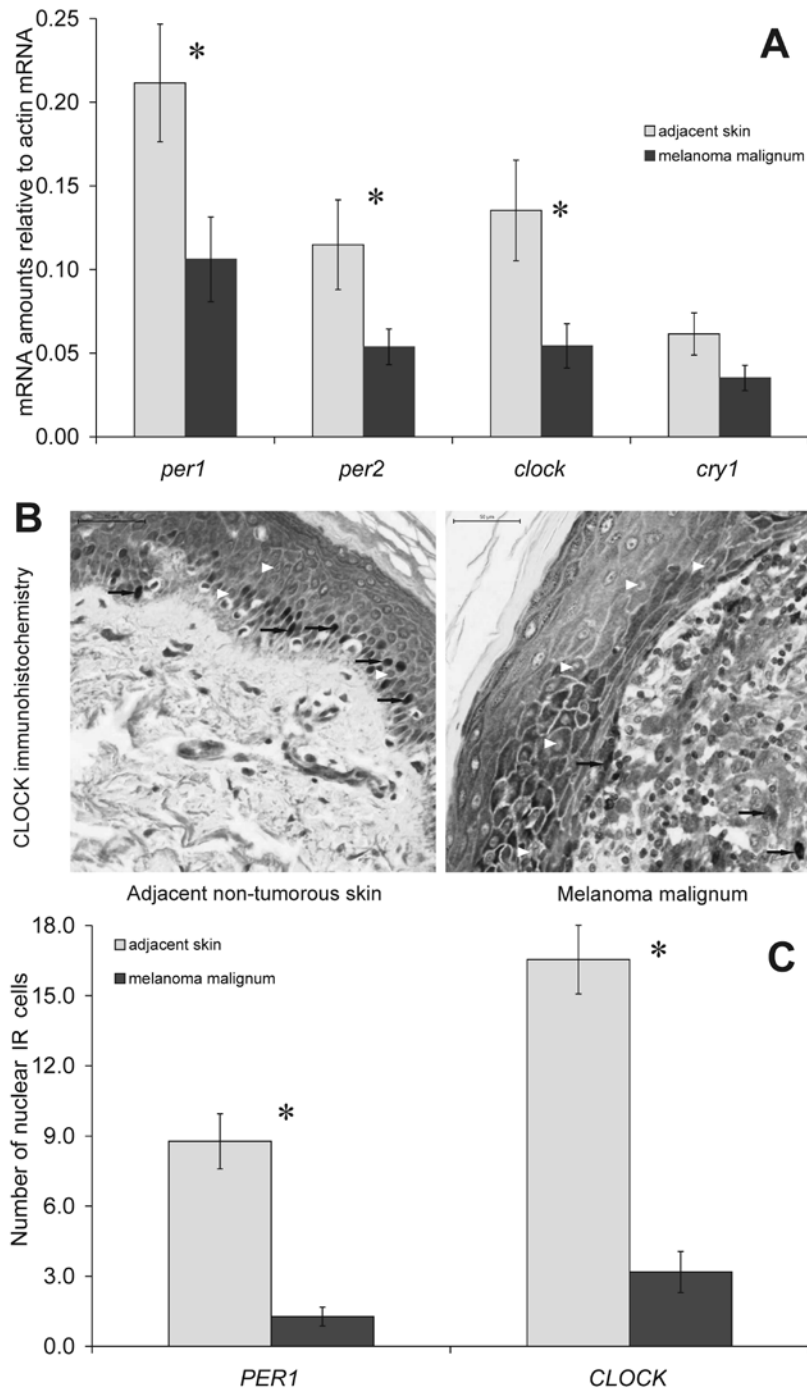 A
0.25
*
0.20
adjacent skin
melanoma malignum
0.15
*
*
0.10
0.05
0.00
mRNA amounts relative to actin mRNA
per1 per2 clock cry1
B
50 μm
CLOCK immunohistochemistry
Adjacent non-tumorous skin Melanoma malignum
C
18.0
adjacent skin
*
melanoma malignum
15.0
12.0
9.0
*
6.0
3.0
0.0
Number of nuclear IR cells
PER1 CLOCK